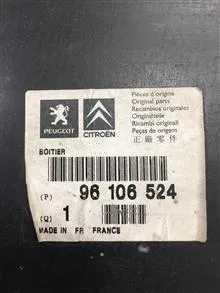 Pièces d'origine
Original parts
Recambios originales
Originalteile
Ricambi originali
Peças de origem
正廠零件
PEUGEOT CITROËN
BOITIER
(P) 96 106 524
(Q) 1
MADE IN FR FRANCE